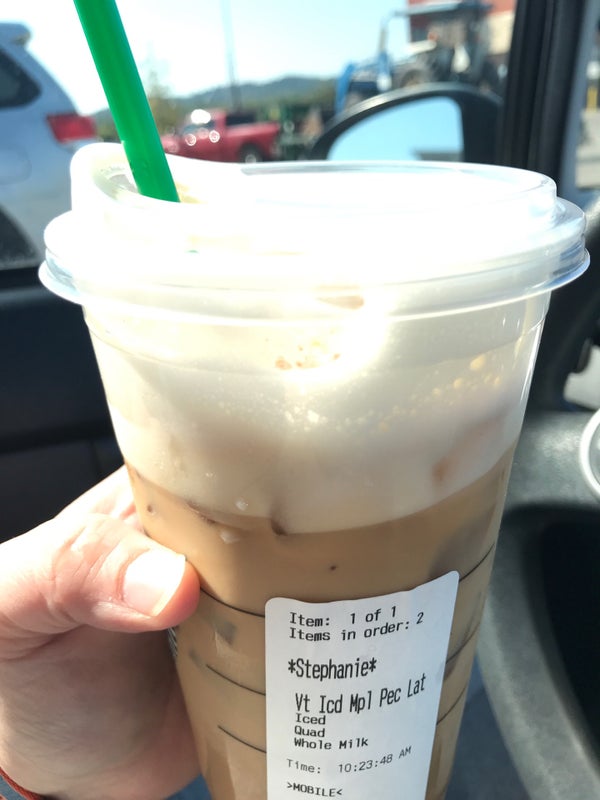 Item: 1 of 1
Items in order: 2
*Stephanie*
Vt Icd Mpl Pec Lat
Iced
Quad
Whole Milk
Time: 10:23:48 AM
>MOBILE<